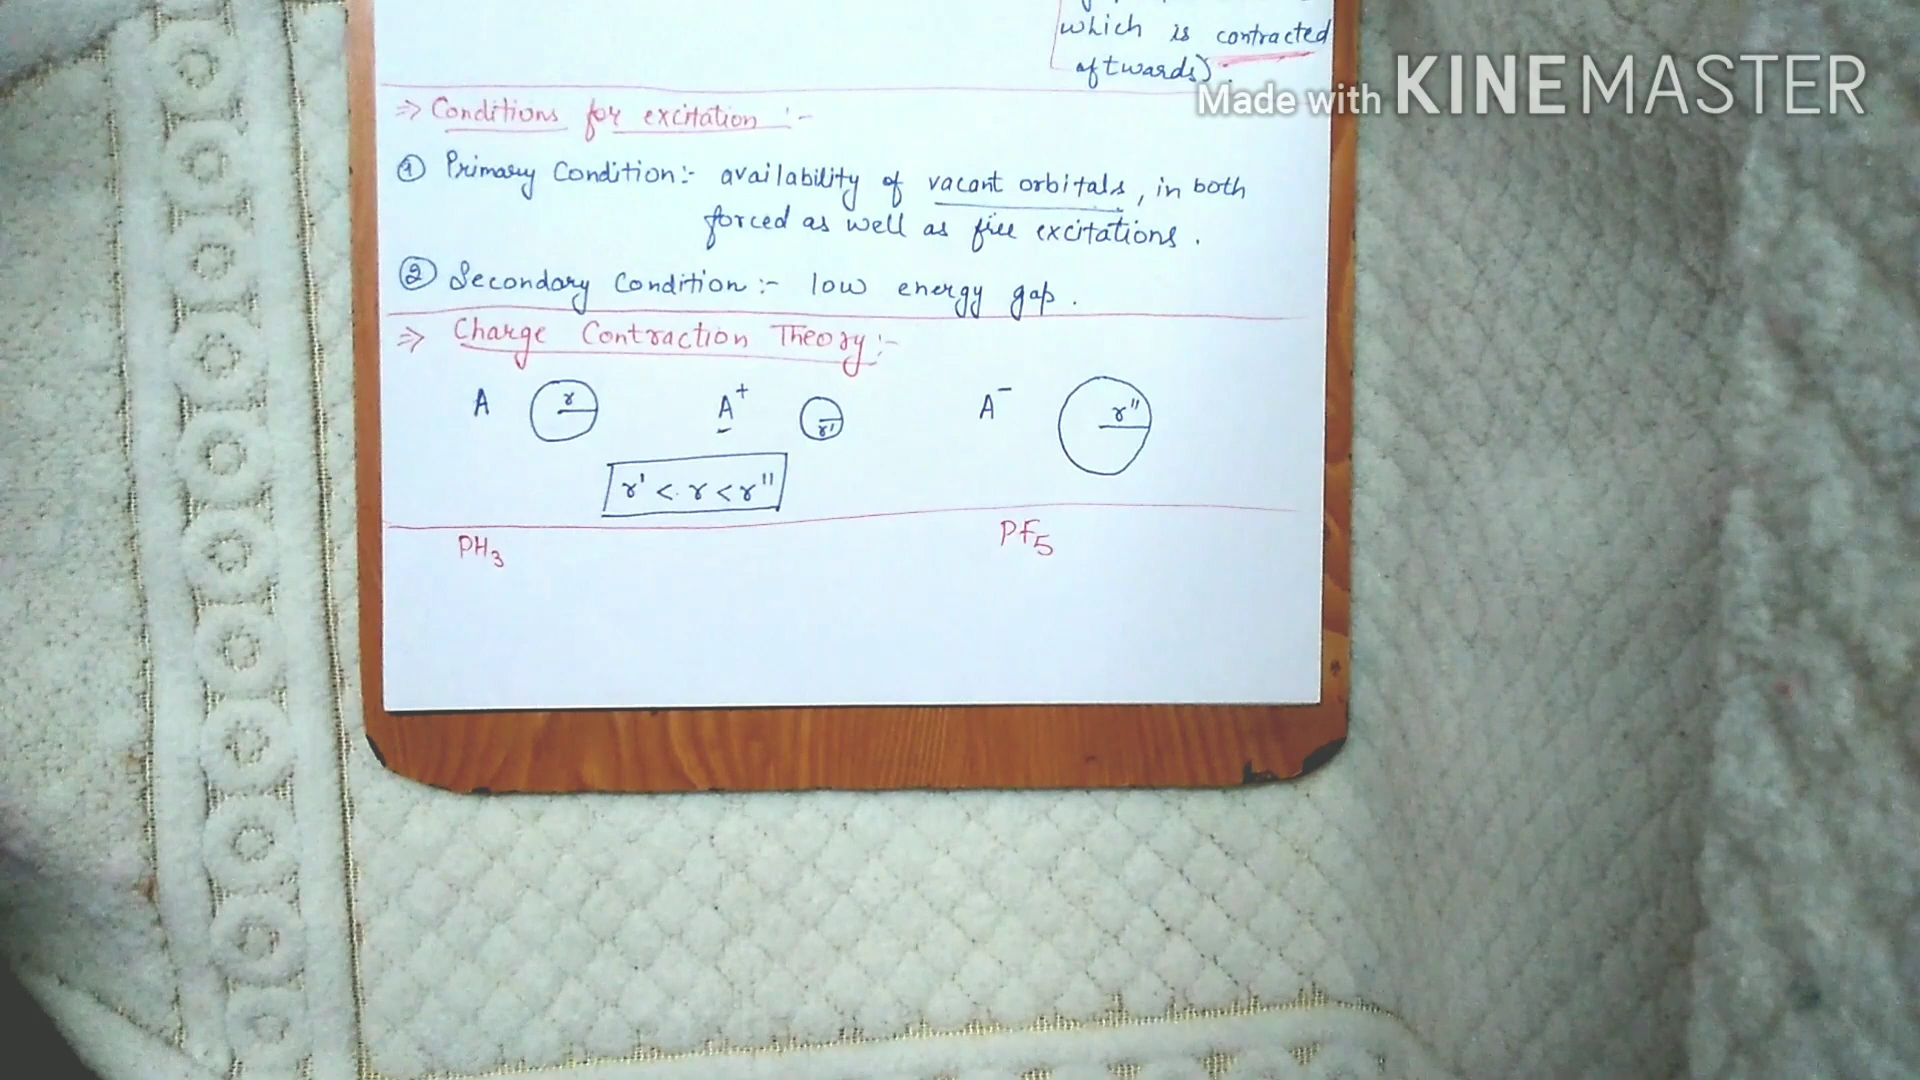 which is contracted
aftwards)
Made with KINEMASTER
⇒ Conditions for excitation :-
① Primary Condition:- availability of vacant orbitals, in both
forced as well as free excitations.
② Secondary Condition:- low energy gap.
⇒ Charge Contraction Theory:-
A r A⁺ r' A⁻ r"
r' < r < r"
PH₃ PF₅